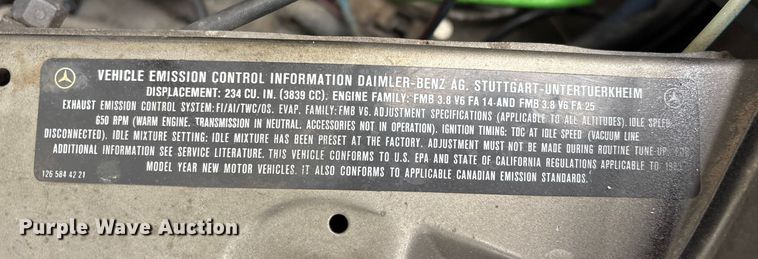 VEHICLE EMISSION CONTROL INFORMATION DAIMLER-BENZ AG. STUTTGART-UNTERTUERKHEIM
DISPLACEMENT: 234 CU. IN. (3839 CC). ENGINE FAMILY: FMB 3.8 V6 FA 14 AND FMB 3.8 V6 FA 25
EXHAUST EMISSION CONTROL SYSTEM: FI/AI/TWC/OS. EVAP. FAMILY: FMB V6. ADJUSTMENT SPECIFICATIONS (APPLICABLE TO ALL ALTITUDES). IDLE SPEED
650 RPM (WARM ENGINE. TRANSMISSION IN NEUTRAL. ACCESSORIES NOT IN OPERATION). IGNITION TIMING: TDC AT IDLE SPEED (VACUUM LINE
DISCONNECTED). IDLE MIXTURE SETTING: IDLE MIXTURE HAS BEEN PRESET AT THE FACTORY. ADJUSTMENT MUST NOT BE MADE DURING ROUTINE TUNE-UP. FOR
ADDITIONAL INFORMATION SEE SERVICE LITERATURE. THIS VEHICLE CONFORMS TO U.S. EPA AND STATE OF CALIFORNIA REGULATIONS APPLICABLE TO
MODEL YEAR NEW MOTOR VEHICLES. IT ALSO CONFORMS TO APPLICABLE CANADIAN EMISSION STANDARDS.
126 584 42 21
Purple Wave Auction